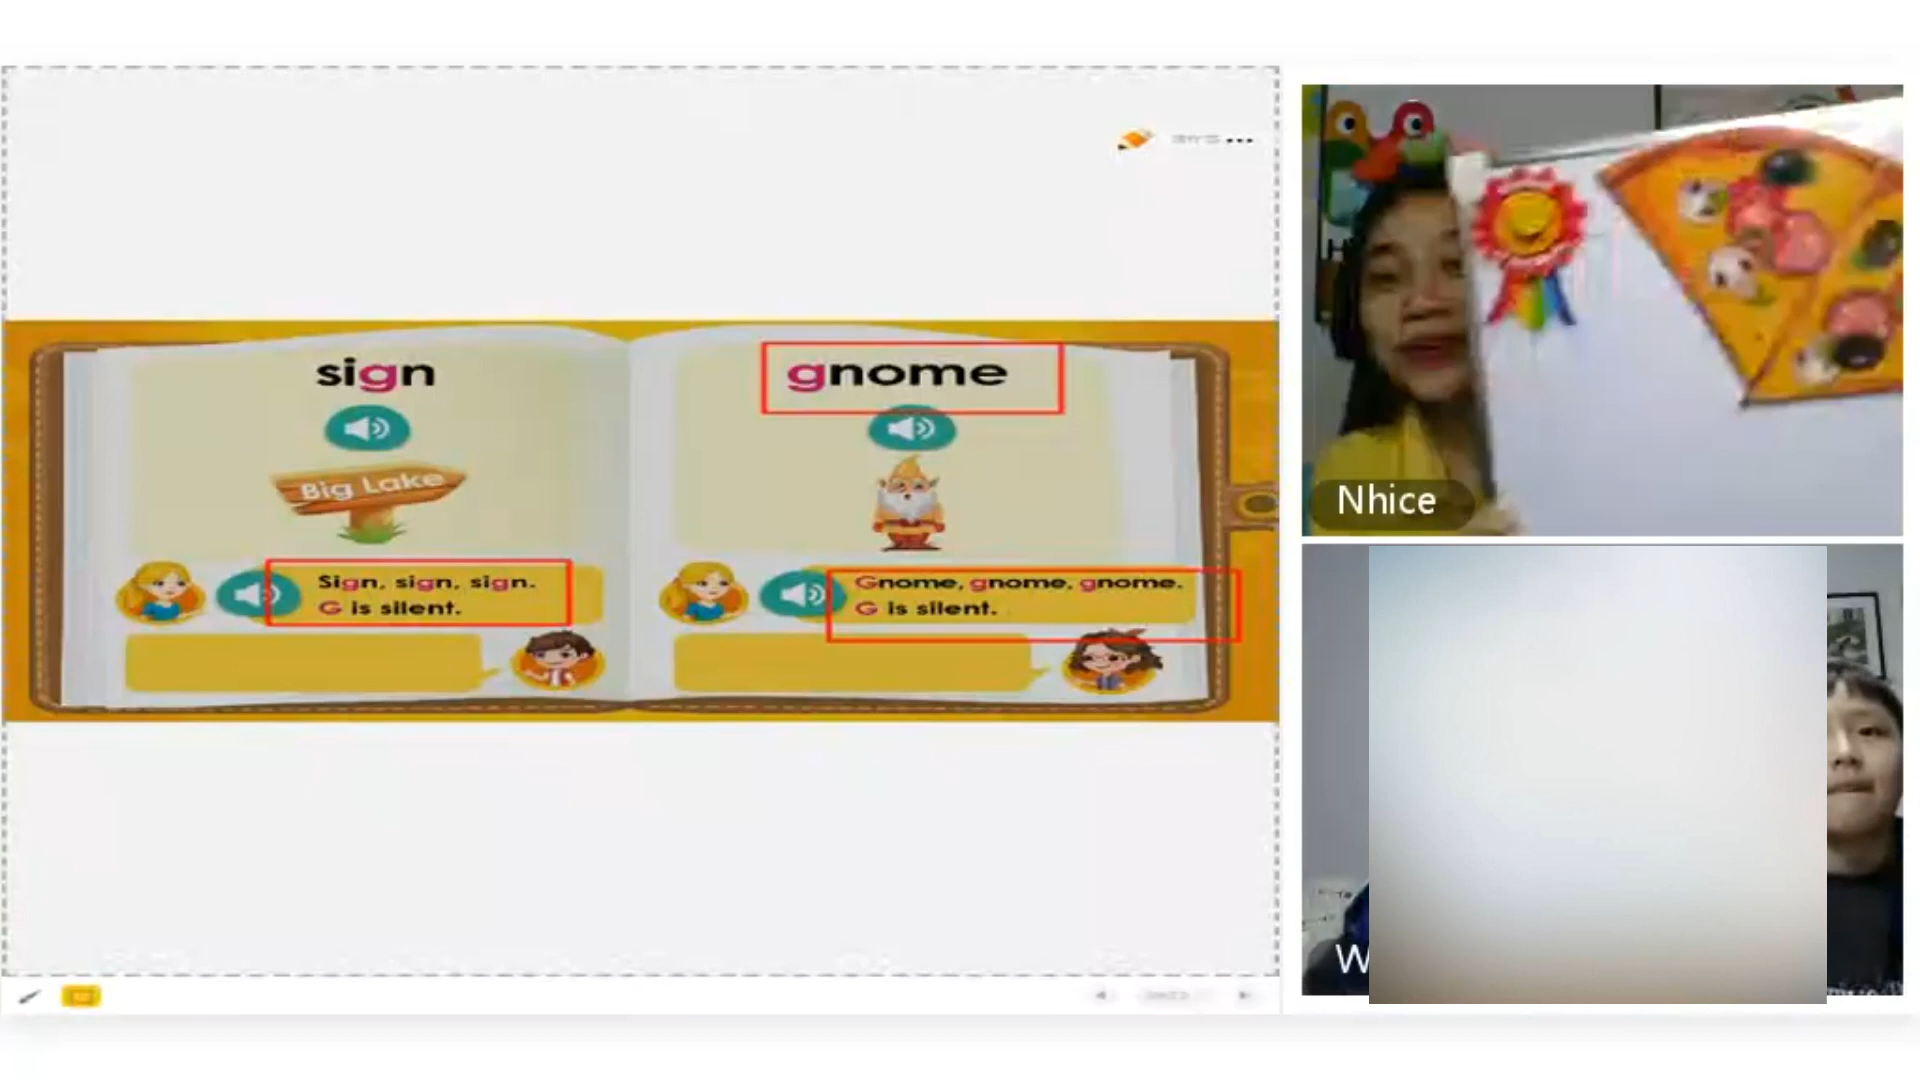 sign
Big Lake
Sign, sign, sign.
G is silent.
gnome
Gnome, gnome, gnome.
G is silent.
Nhice
W